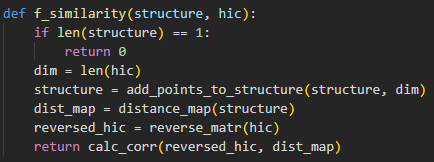 def f_similarity(structure, hic):
    if len(structure) == 1:
        return 0
    dim = len(hic)
    structure = add_points_to_structure(structure, dim)
    dist_map = distance_map(structure)
    reversed_hic = reverse_matr(hic)
    return calc_corr(reversed_hic, dist_map)